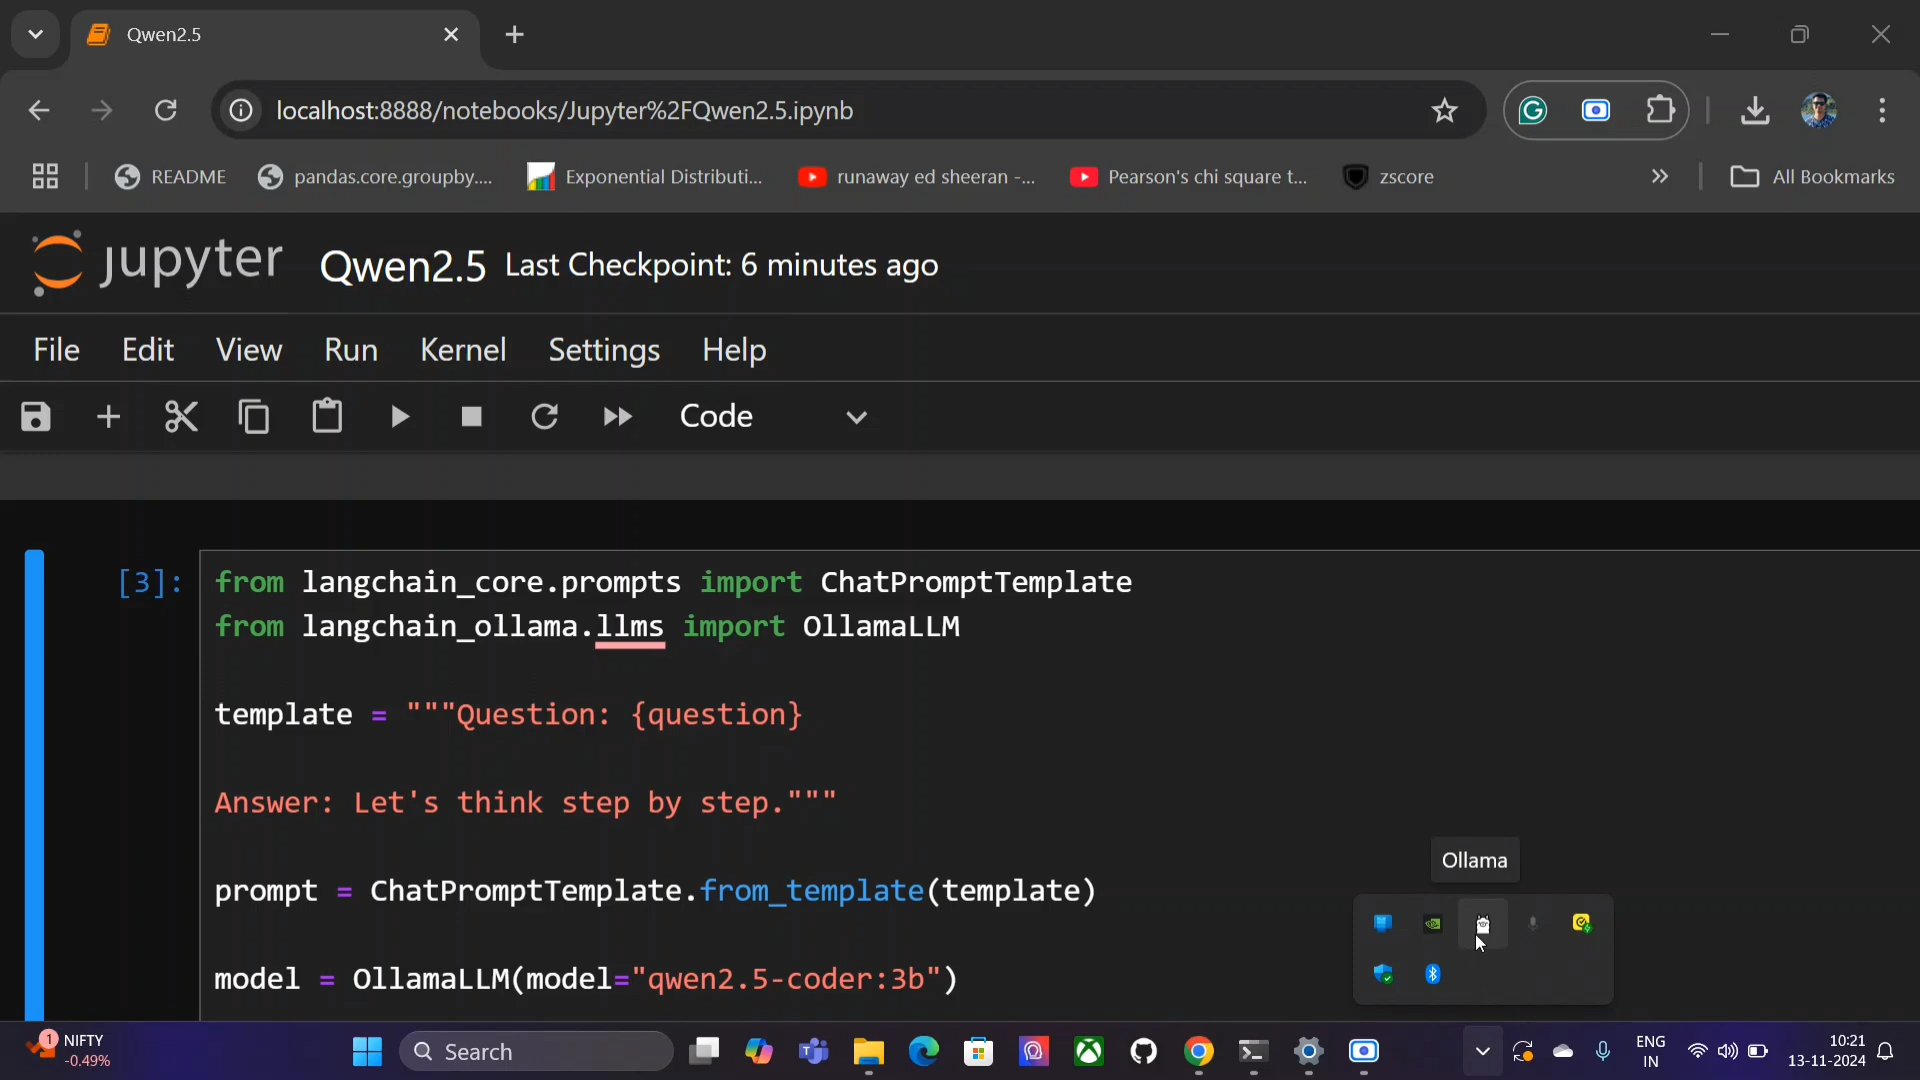 Qwen2.5
localhost:8888/notebooks/Jupyter%2FQwen2.5.ipynb
README
pandas.core.groupby....
Exponential Distributi...
runaway ed sheeran -...
Pearson's chi square t...
zscore
All Bookmarks
jupyter Qwen2.5 Last Checkpoint: 6 minutes ago
File Edit View Run Kernel Settings Help
Code
[3]: from langchain_core.prompts import ChatPromptTemplate
from langchain_ollama.llms import OllamaLLM
template = """Question: {question}
Answer: Let's think step by step."""
Ollama
prompt = ChatPromptTemplate.from_template(template)
model = OllamaLLM(model="qwen2.5-coder:3b")
1
NIFTY
-0.49%
Search
ENG
IN
10:21
13-11-2024